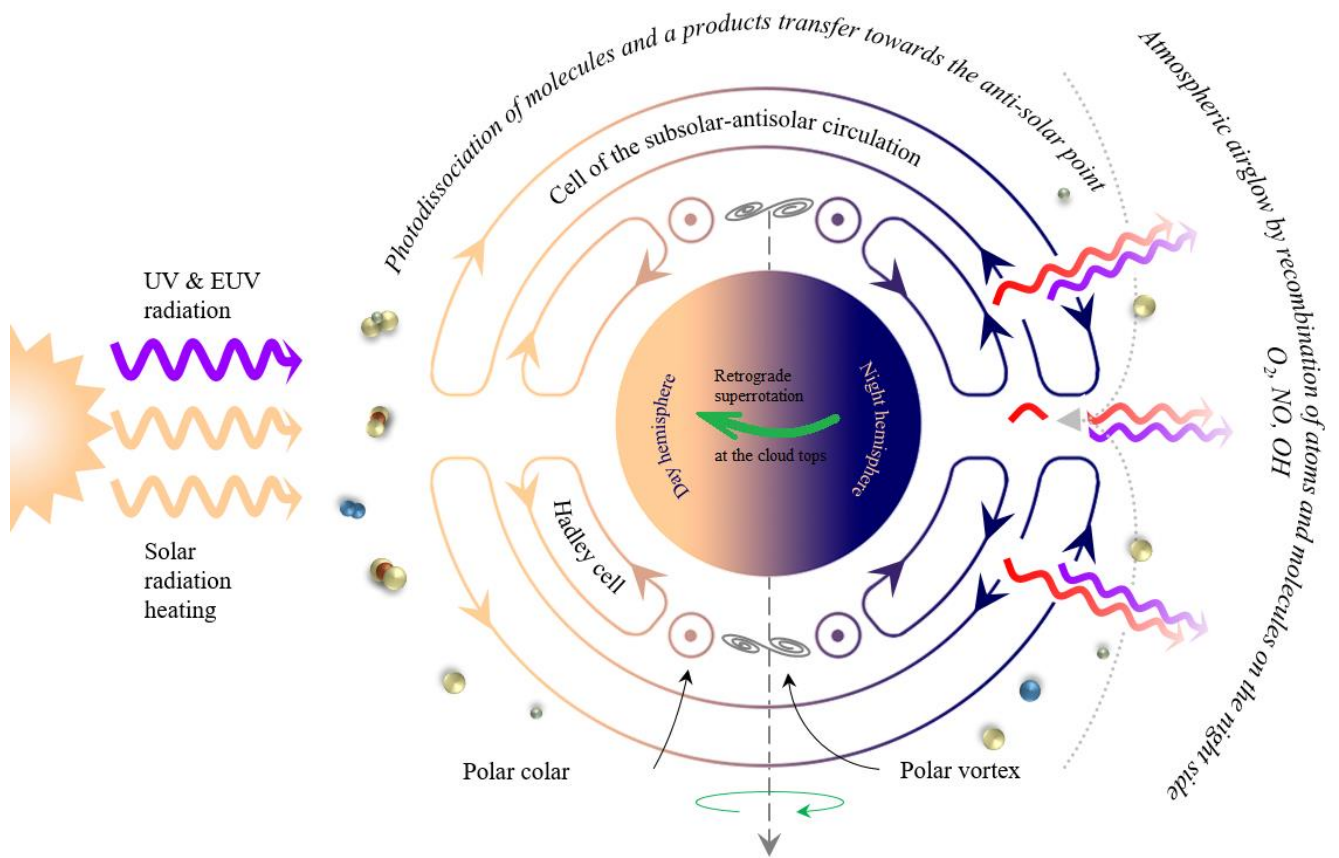 Photodissociation of molecules and a products transfer towards the anti-solar point
Atmospheric airglow by recombination of atoms and molecules on the night side
O₂, NO, OH
Cell of the subsolar-antisolar circulation
UV & EUV
radiation
Solar
radiation
heating
Day hemisphere
Retrograde
superrotation
at the cloud tops
Night hemisphere
Hadley cell
Polar colar
Polar vortex